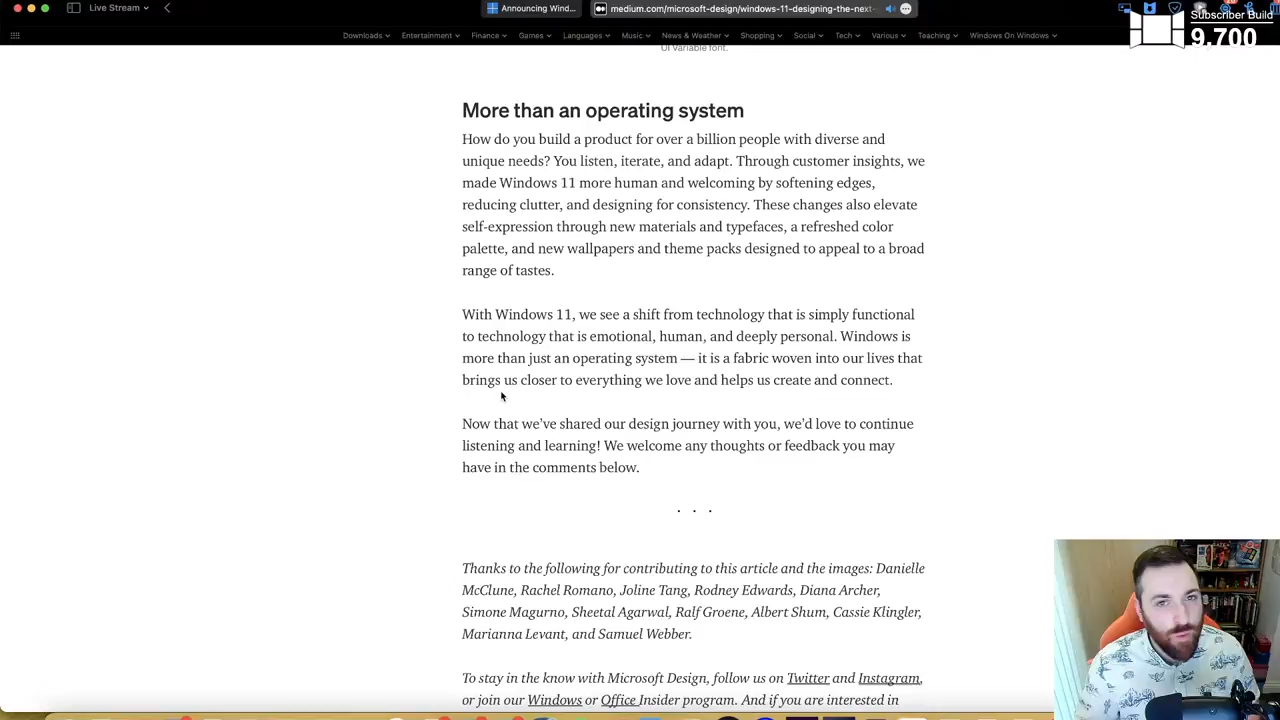 Live Stream
Announcing Wind...
medium.com/microsoft-design/windows-11-designing-the-next-
Subscriber Build
9,700
Downloads Entertainment Finance Games Languages Music News & Weather Shopping Social Tech Various Teaching Windows On Windows
UI Variable font.
More than an operating system
How do you build a product for over a billion people with diverse and
unique needs? You listen, iterate, and adapt. Through customer insights, we
made Windows 11 more human and welcoming by softening edges,
reducing clutter, and designing for consistency. These changes also elevate
self-expression through new materials and typefaces, a refreshed color
palette, and new wallpapers and theme packs designed to appeal to a broad
range of tastes.
With Windows 11, we see a shift from technology that is simply functional
to technology that is emotional, human, and deeply personal. Windows is
more than just an operating system — it is a fabric woven into our lives that
brings us closer to everything we love and helps us create and connect.
Now that we've shared our design journey with you, we'd love to continue
listening and learning! We welcome any thoughts or feedback you may
have in the comments below.
. . .
Thanks to the following for contributing to this article and the images: Danielle
McClune, Rachel Romano, Joline Tang, Rodney Edwards, Diana Archer,
Simone Magurno, Sheetal Agarwal, Ralf Groene, Albert Shum, Cassie Klingler,
Marianna Levant, and Samuel Webber.
To stay in the know with Microsoft Design, follow us on Twitter and Instagram,
or join our Windows or Office Insider program. And if you are interested in